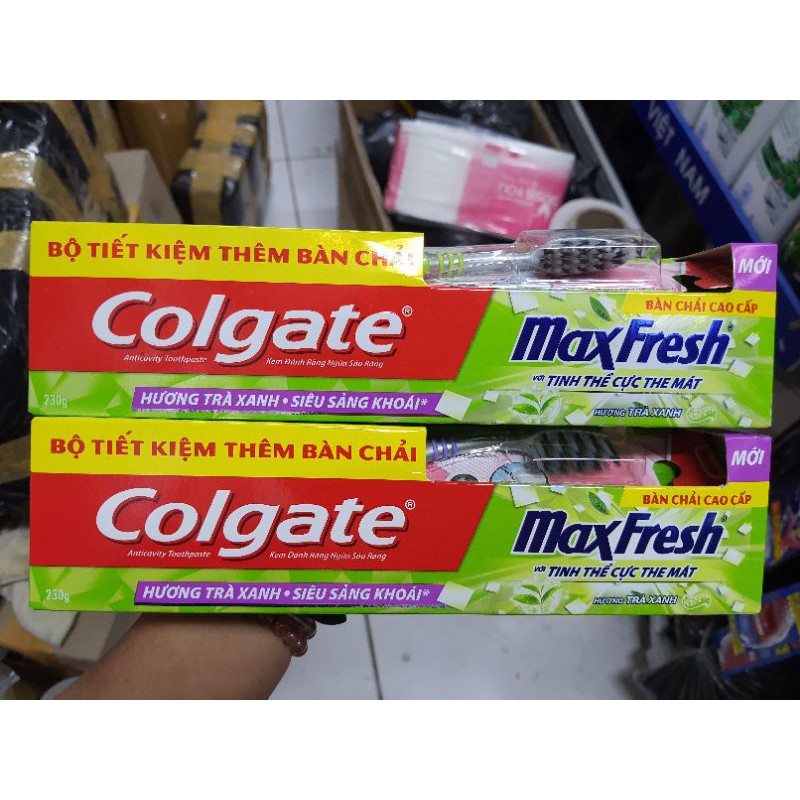 VIỆT NAM
BỘ TIẾT KIỆM THÊM BÀN CHẢI
MỚI
BÀN CHẢI CAO CẤP
Colgate®
Anticavity Toothpaste
Kem Đánh Răng Ngừa Sâu Răng
MaxFresh
với TINH THỂ CỰC THE MÁT
230g
HƯƠNG TRÀ XANH • SIÊU SẢNG KHOÁI*
HƯƠNG TRÀ XANH
BỘ TIẾT KIỆM THÊM BÀN CHẢI
MỚI
BÀN CHẢI CAO CẤP
Colgate®
Anticavity Toothpaste
Kem Đánh Răng Ngừa Sâu Răng
MaxFresh
với TINH THỂ CỰC THE MÁT
230g
HƯƠNG TRÀ XANH • SIÊU SẢNG KHOÁI*
HƯƠNG TRÀ XANH